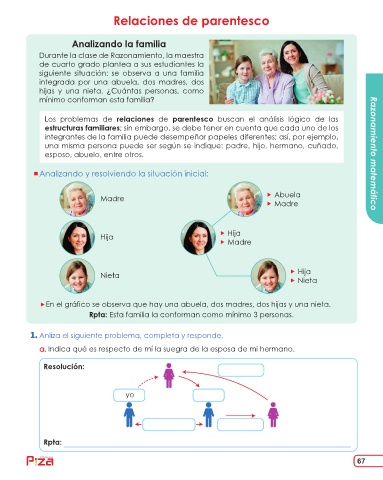 Relaciones de parentesco
Analizando la familia
Durante la clase de Razonamiento, la maestra
de cuarto grado plantea a sus estudiantes la
siguiente situación: se observa a una familia
integrada por una abuela, dos madres, dos
hijas y una nieta. ¿Cuántas personas, como
mínimo conforman esta familia?
Los problemas de relaciones de parentesco buscan el análisis lógico de las
estructuras familiares; sin embargo, se debe tener en cuenta que cada uno de los
integrantes de la familia puede desempeñar papeles diferentes; así, por ejemplo,
una misma persona puede ser según se indique: padre, hijo, hermano, cuñado,
esposo, abuelo, entre otros.
Razonamiento matemático
Analizando y resolviendo la situación inicial:
Madre
Abuela
Madre
Hija
Hija
Madre
Nieta
Hija
Nieta
En el gráfico se observa que hay una abuela, dos madres, dos hijas y una nieta.
Rpta: Esta familia la conforman como mínimo 3 personas.
1. Anliza el siguiente problema, completa y responde.
a. Indica qué es respecto de mí la suegra de la esposa de mi hermano.
Resolución:
yo
Rpta:
Piza
67